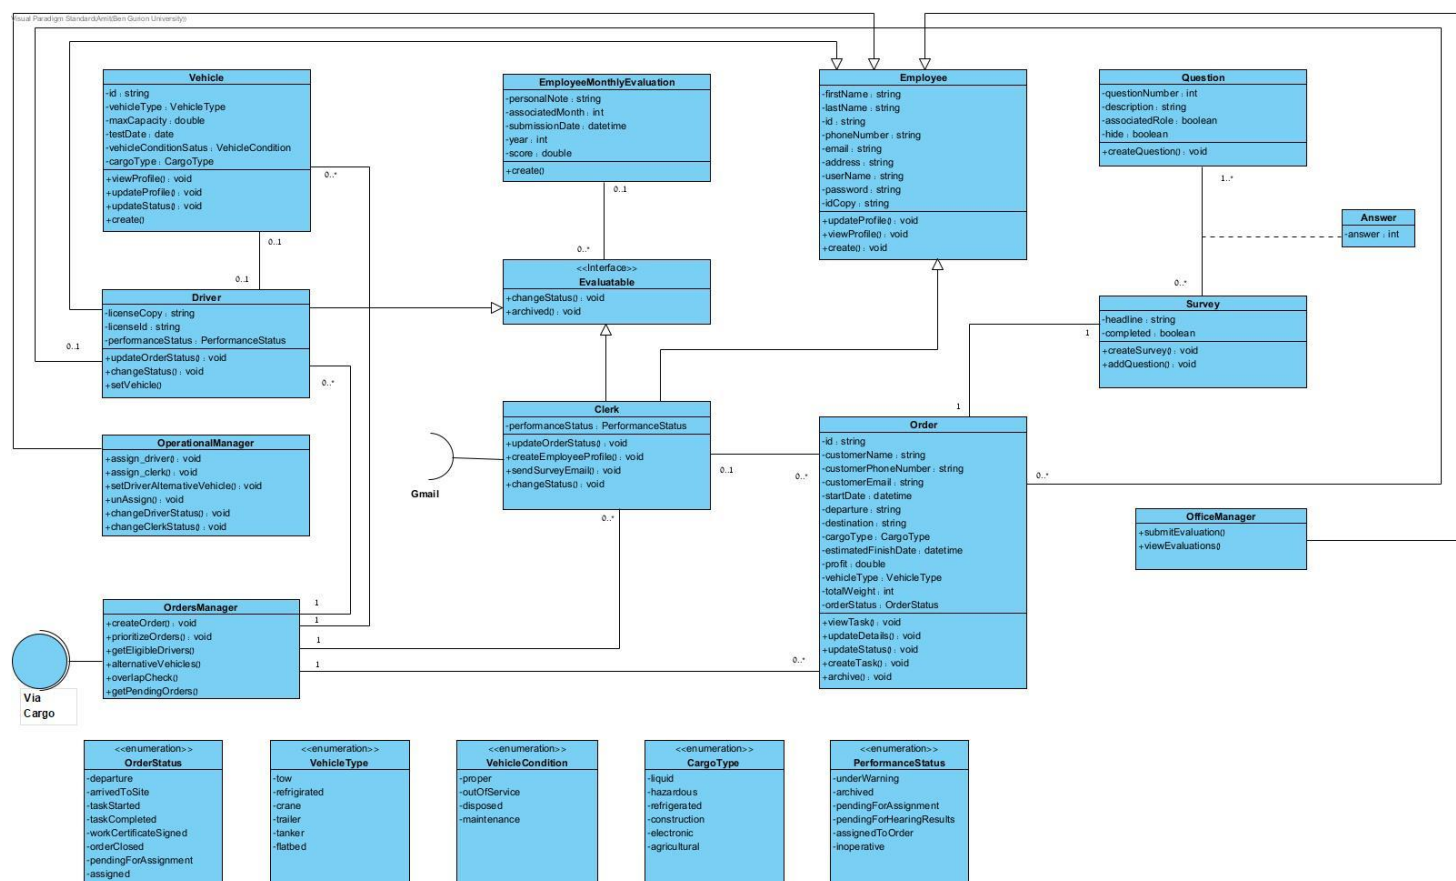 Visual Paradigm Standard(Amit(Ben Gurion University))
Vehicle
-id : string
-vehicleType : VehicleType
-maxCapacity : double
-testDate : date
-vehicleConditionSatus : VehicleCondition
-cargoType : CargoType
+viewProfile() : void
+updateProfile() : void
+updateStatus() : void
+create()
0..*
0..1
0..1
EmployeeMonthlyEvaluation
-personalNote : string
-associatedMonth : int
-submissionDate : datetime
-year : int
-score : double
+create()
0..1
0..*
Employee
-firstName : string
-lastName : string
-id : string
-phoneNumber : string
-email : string
-address : string
-userName : string
-password : string
-idCopy : string
+updateProfile() : void
+viewProfile() : void
+create() : void
Question
-questionNumber : int
-description : string
-associatedRole : boolean
-hide : boolean
+createQuestion() : void
1..*
Answer
-answer : int
0..*
<<Interface>>
Evaluatable
+changeStatus() : void
+archived() : void
Driver
-licenseCopy : string
-licenseId : string
-performanceStatus : PerformanceStatus
+updateOrderStatus() : void
+changeStatus() : void
+setVehicle()
0..1
0..*
Survey
-headline : string
-completed : boolean
+createSurvey() : void
+addQuestion() : void
1
1
Clerk
-performanceStatus : PerformanceStatus
+updateOrderStatus() : void
+createEmployeeProfile() : void
+sendSurveyEmail() : void
+changeStatus() : void
0..1
0..*
0..*
Gmail
OperationalManager
+assign_driver() : void
+assign_clerk() : void
+setDriverAlternativeVehicle() : void
+unAssign() : void
+changeDriverStatus() : void
+changeClerkStatus() : void
Order
-id : string
-customerName : string
-customerPhoneNumber : string
-customerEmail : string
-startDate : datetime
-departure : string
-destination : string
-cargoType : CargoType
-estimatedFinishDate : datetime
-profit : double
-vehicleType : VehicleType
-totalWeight : int
-orderStatus : OrderStatus
+viewTask() : void
+updateDetails() : void
+updateStatus() : void
+createTask() : void
+archive() : void
0..*
0..*
OfficeManager
+submitEvaluation()
+viewEvaluations()
OrdersManager
+createOrder() : void
+prioritizeOrders() : void
+getEligibleDrivers()
+alternativeVehicles()
+overlapCheck()
+getPendingOrders()
1
1
1
1
Via
Cargo
<<enumeration>>
OrderStatus
-departure
-arrivedToSite
-taskStarted
-taskCompleted
-workCertificateSigned
-orderClosed
-pendingForAssignment
-assigned
<<enumeration>>
VehicleType
-tow
-refrigirated
-crane
-trailer
-tanker
-flatbed
<<enumeration>>
VehicleCondition
-proper
-outOfService
-disposed
-maintenance
<<enumeration>>
CargoType
-liquid
-hazardous
-refrigerated
-construction
-electronic
-agricultural
<<enumeration>>
PerformanceStatus
-underWarning
-archived
-pendingForAssignment
-pendingForHearingResults
-assignedToOrder
-inoperative